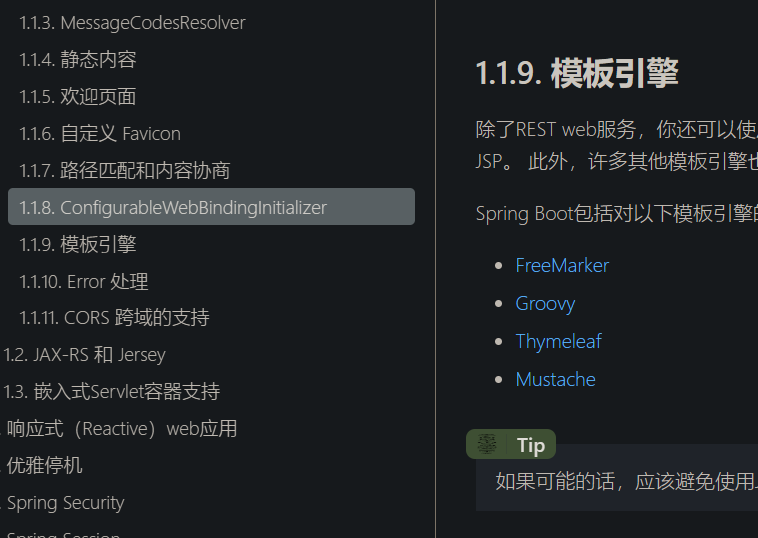 1.1.3. MessageCodesResolver
1.1.4. 静态内容
1.1.5. 欢迎页面
1.1.6. 自定义 Favicon
1.1.7. 路径匹配和内容协商
1.1.8. ConfigurableWebBindingInitializer
1.1.9. 模板引擎
1.1.10. Error 处理
1.1.11. CORS 跨域的支持
1.2. JAX-RS 和 Jersey
1.3. 嵌入式Servlet容器支持
. 响应式（Reactive）web应用
. 优雅停机
. Spring Security
Spring Session
1.1.9. 模板引擎
除了REST web服务，你还可以使
JSP。 此外，许多其他模板引擎也
Spring Boot包括对以下模板引擎的
FreeMarker
Groovy
Thymeleaf
Mustache
Tip
如果可能的话，应该避免使用